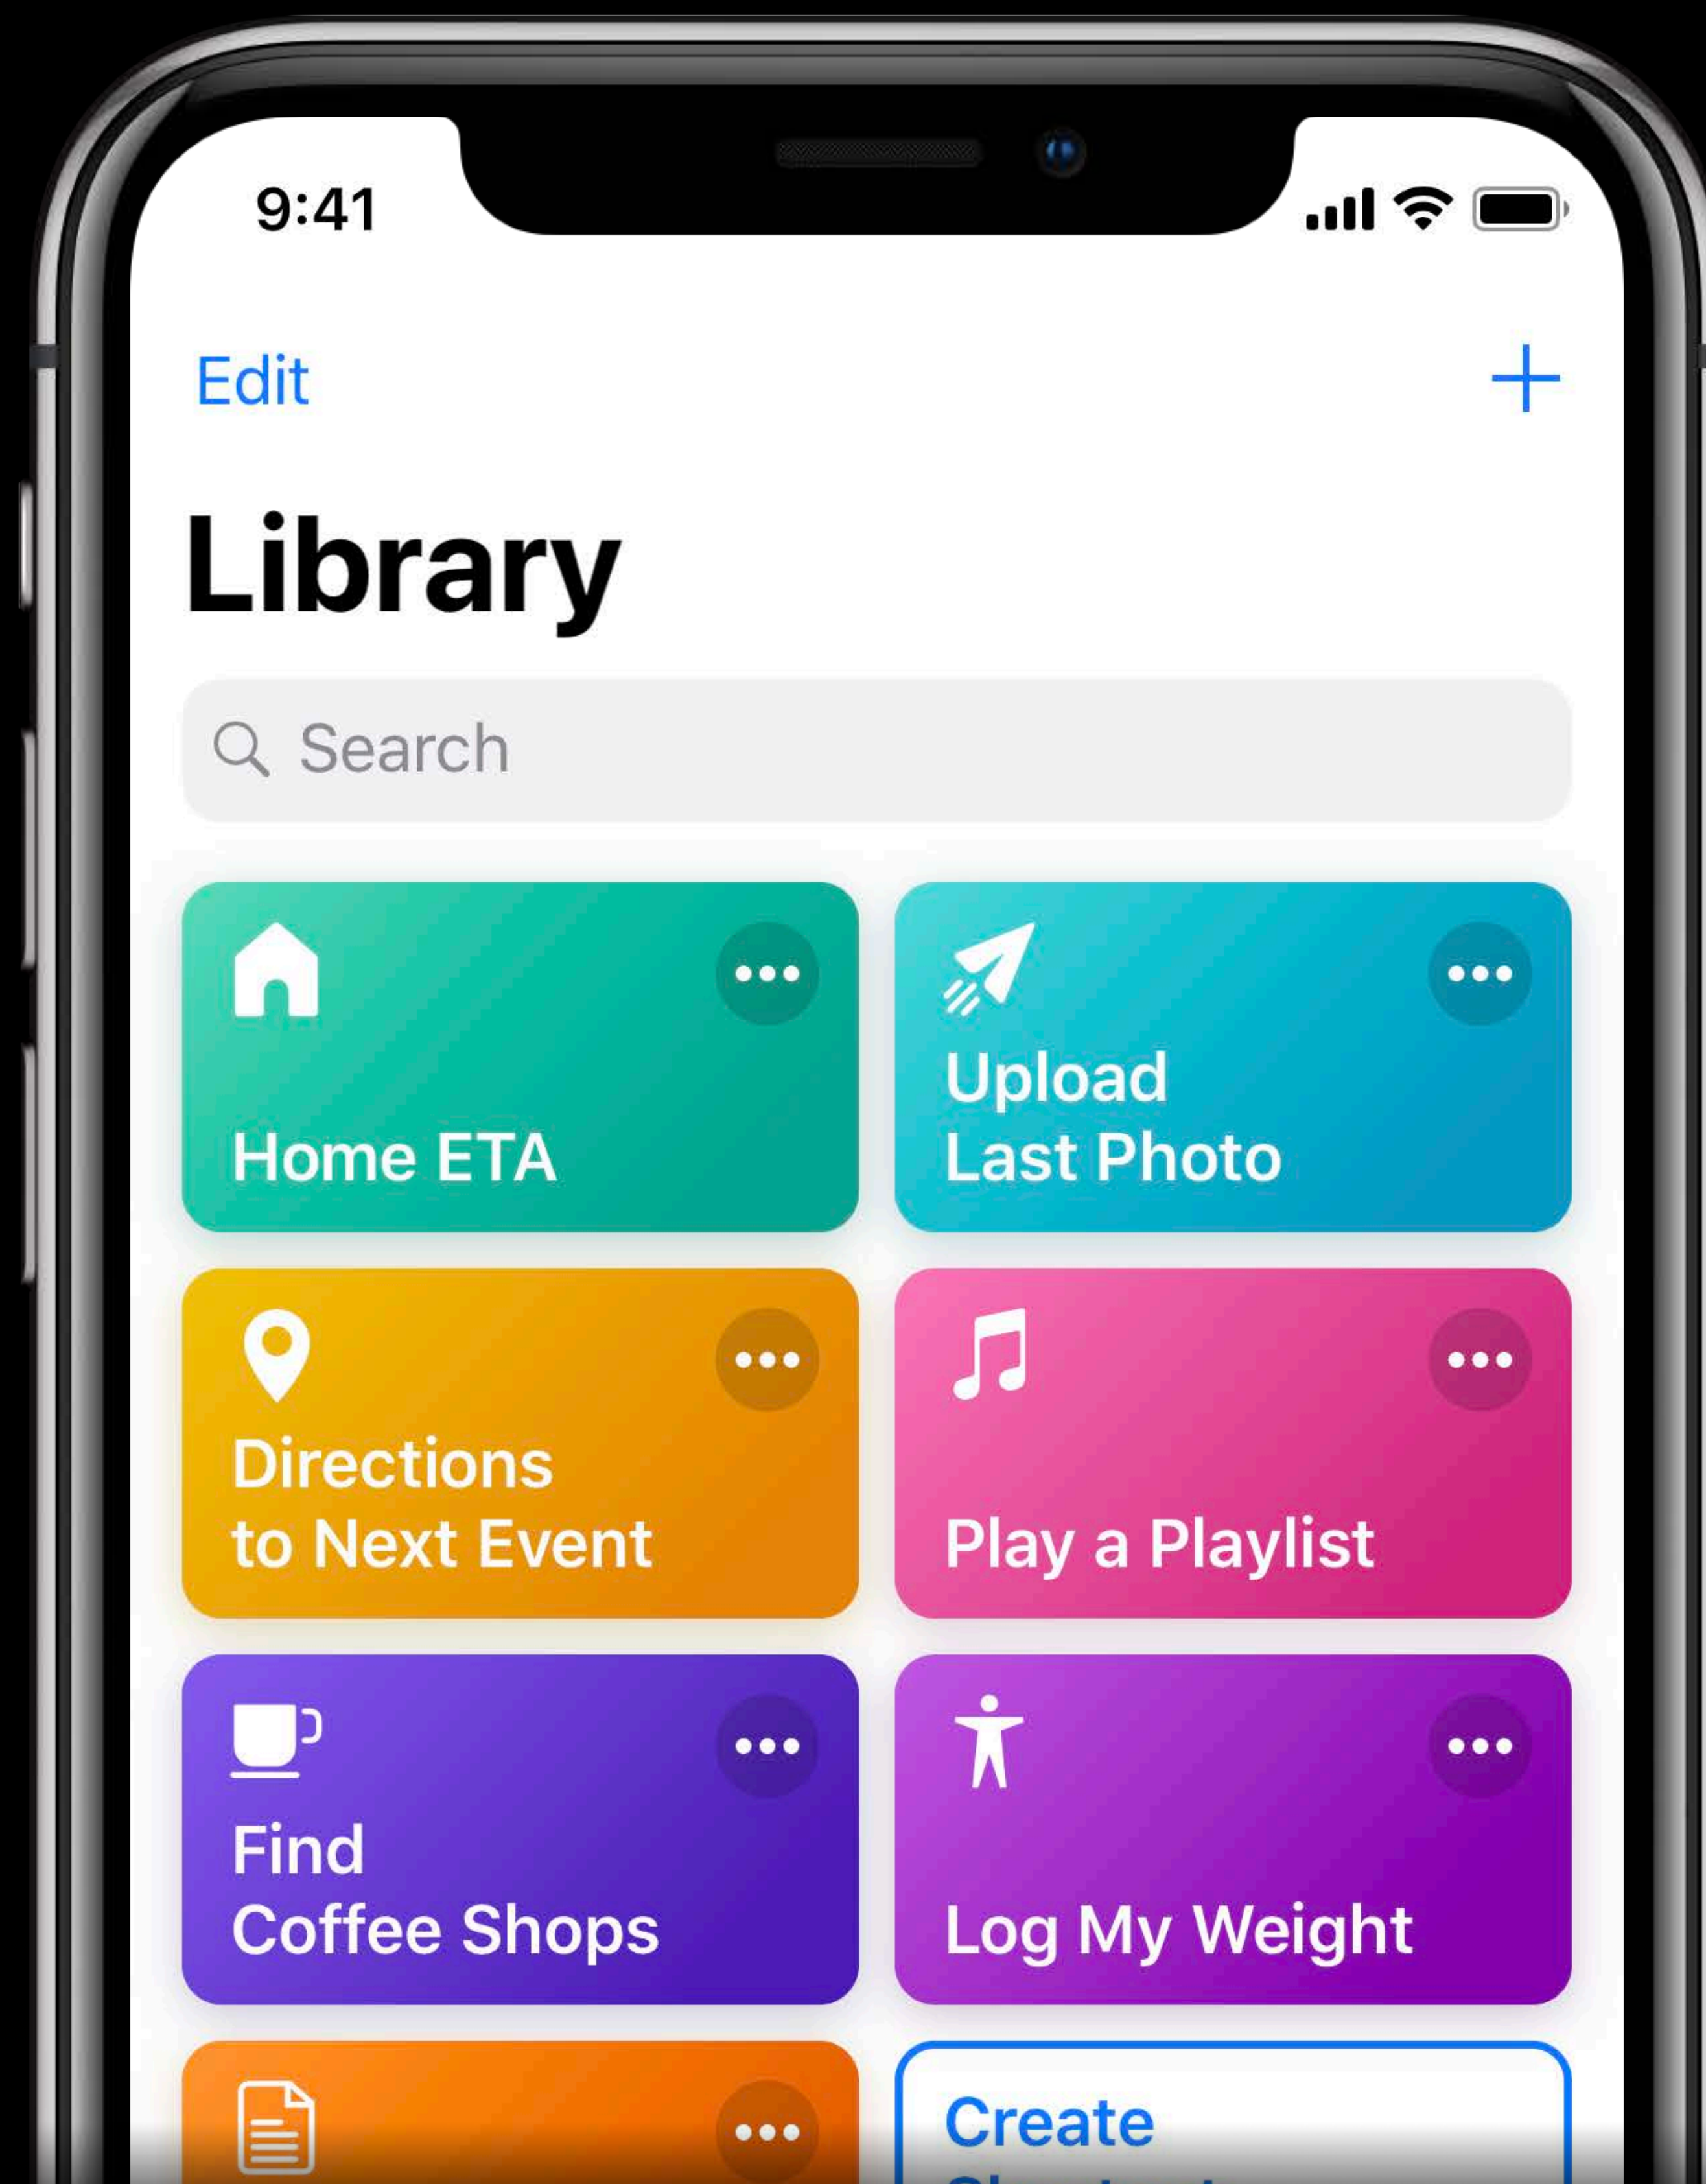 9:41
Edit
Library
Search
Home ETA
Upload
Last Photo
Directions
to Next Event
Play a Playlist
Find
Coffee Shops
Log My Weight
Create